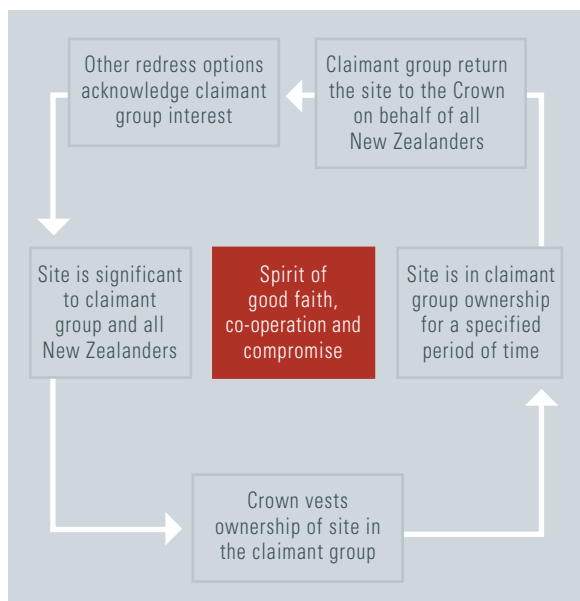 Other redress options
acknowledge claimant
group interest
Claimant group return
the site to the Crown
on behalf of all
New Zealanders
Site is significant
to claimant
group and all
New Zealanders
Spirit of
good faith,
co-operation and
compromise
Site is in claimant
group ownership
for a specified
period of time
Crown vests
ownership of site in
the claimant group